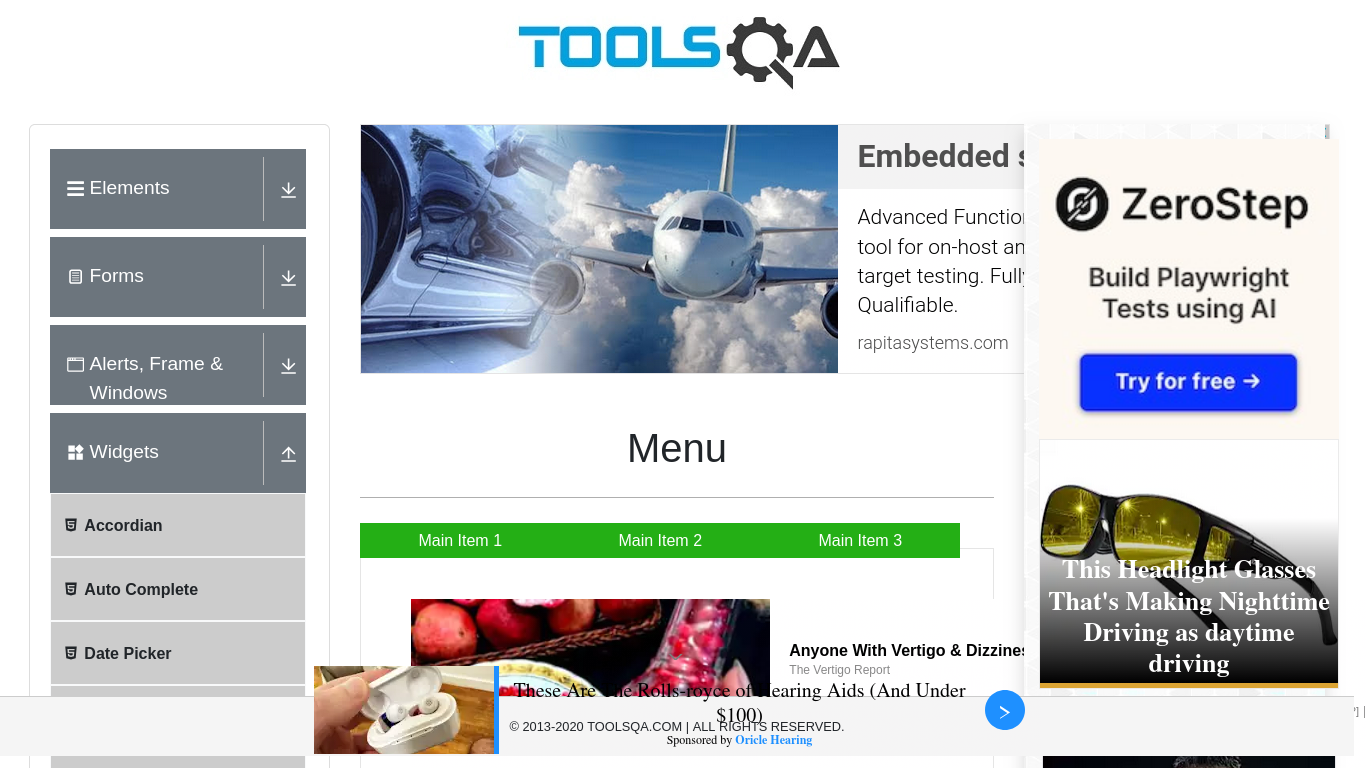 TOOLSQA
Elements
Forms
Alerts, Frame &
Windows
Widgets
Accordian
Auto Complete
Date Picker
Embedded s
Advanced Function
tool for on-host an
target testing. Fully
Qualifiable.
rapitasystems.com
Menu
Main Item 1
Main Item 2
Main Item 3
Anyone With Vertigo & Dizzines
The Vertigo Report
These Are The Rolls-royce of Hearing Aids (And Under
$100)
© 2013-2020 TOOLSQA.COM | ALL RIGHTS RESERVED.
Sponsored by Oricle Hearing
ZeroStep
Build Playwright
Tests using AI
Try for free →
This Headlight Glasses
That's Making Nighttime
Driving as daytime
driving